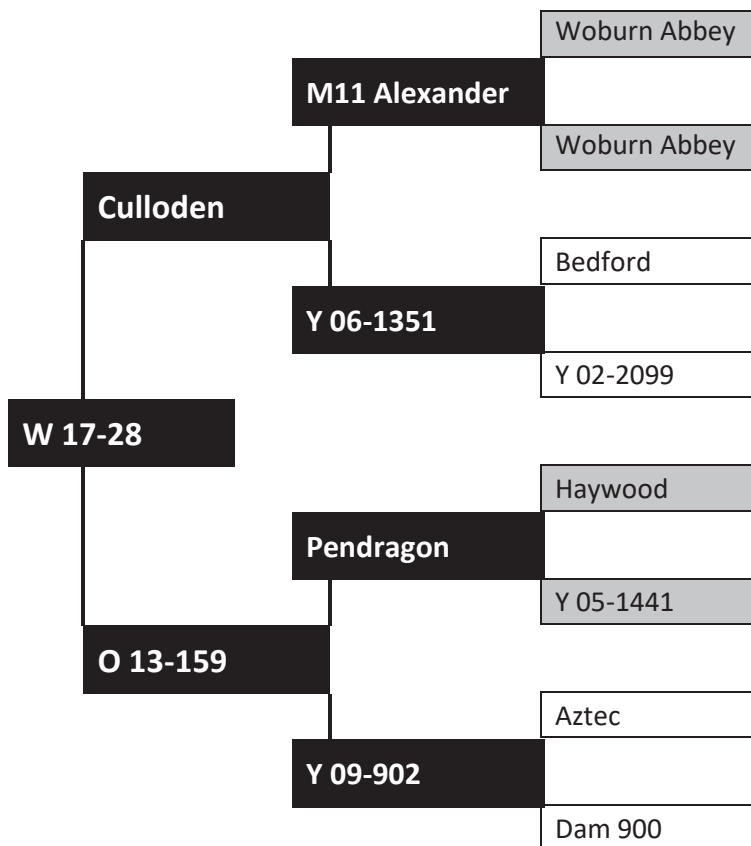 Woburn Abbey
M11 Alexander
Woburn Abbey
Culloden
Bedford
Y 06-1351
Y 02-2099
W 17-28
Haywood
Pendragon
Y 05-1441
O 13-159
Aztec
Y 09-902
Dam 900